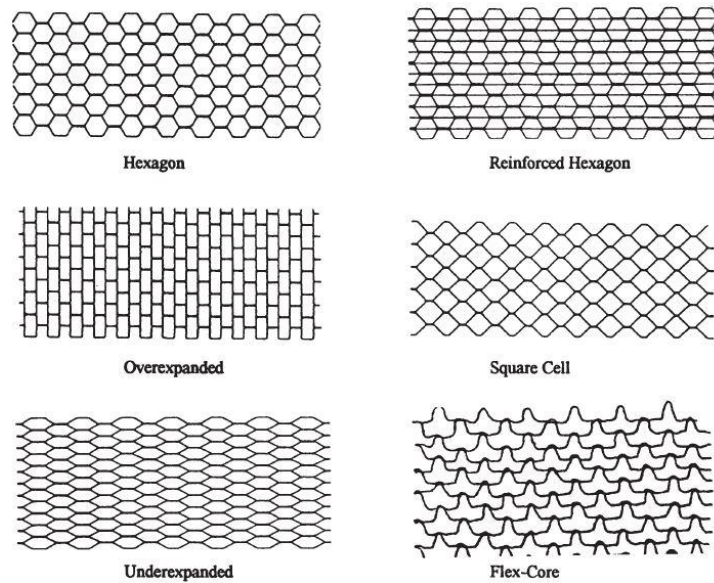 Hexagon
Reinforced Hexagon
Overexpanded
Square Cell
Underexpanded
Flex-Core